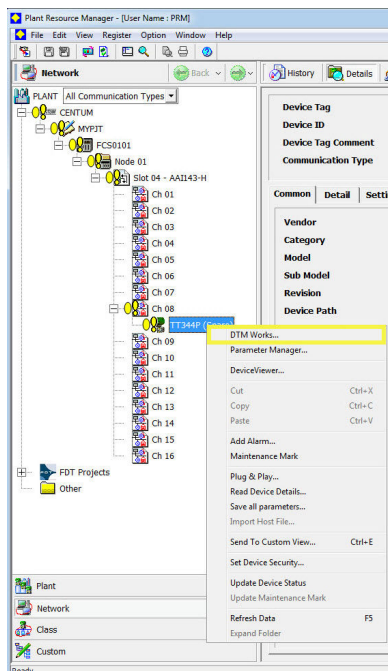 Plant Resource Manager - [User Name : PRM]
File Edit View Register Option Window Help
Network
Back
History
Details
PLANT All Communication Types
CENTUM
MYPJT
FCS0101
Node 01
Slot 04 - AAI143-H
Ch 01
Ch 02
Ch 03
Ch 04
Ch 05
Ch 06
Ch 07
Ch 08
TT344P
Ch 09
Ch 10
Ch 11
Ch 12
Ch 13
Ch 14
Ch 15
Ch 16
FDT Projects
Other
Device Tag
Device ID
Device Tag Comment
Communication Type
Common Detail Setti
Vendor
Category
Model
Sub Model
Revision
Device Path
DTM Works...
Parameter Manager...
DeviceViewer...
Cut Ctrl+X
Copy Ctrl+C
Paste Ctrl+V
Add Alarm...
Maintenance Mark
Plug & Play...
Read Device Details...
Save all parameters...
Import Host File...
Send To Custom View... Ctrl+E
Set Device Security...
Update Device Status
Update Maintenance Mark
Refresh Data F5
Expand Folder
Plant
Network
Class
Custom
Ready